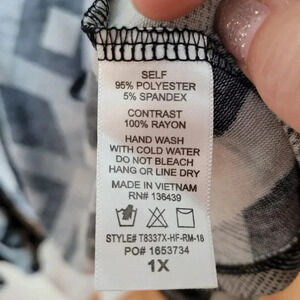 SELF
95% POLYESTER
5% SPANDEX
CONTRAST
100% RAYON
HAND WASH
WITH COLD WATER
DO NOT BLEACH
HANG OR LINE DRY
MADE IN VIETNAM
RN# 136439
STYLE# T8337X-HF-RM-18
PO# 1653734
1X